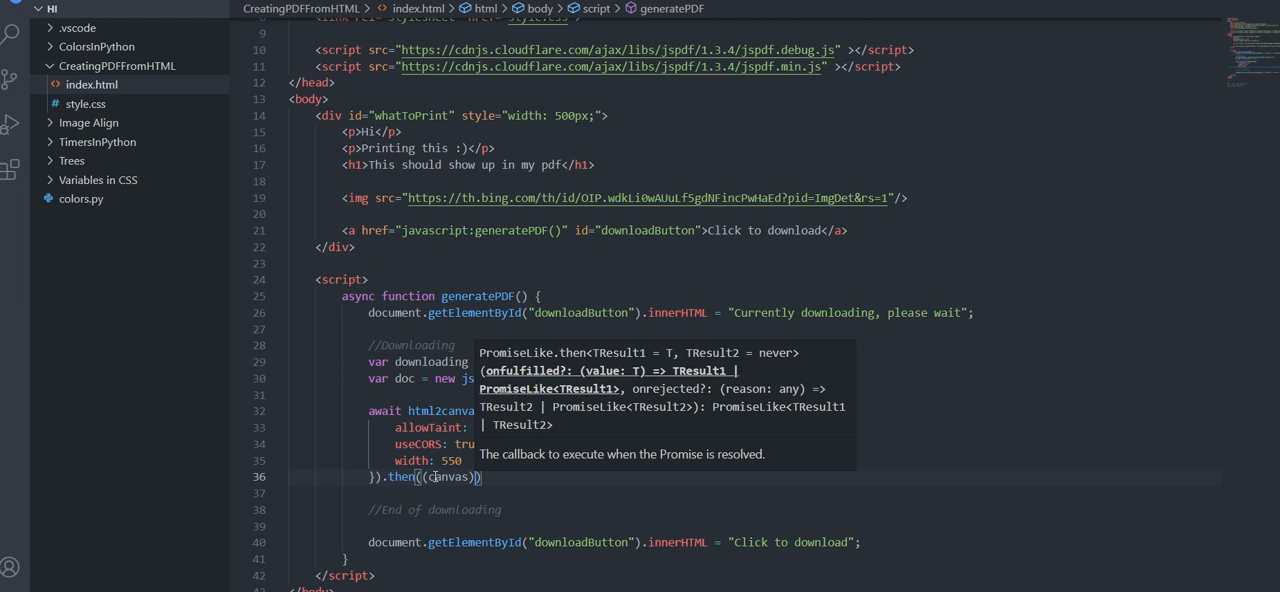 HI
CreatingPDFFromHTML > <> index.html > html > body > script > generatePDF
> .vscode
> ColorsInPython
CreatingPDFFromHTML
<> index.html
# style.css
> Image Align
> TimersInPython
> Trees
> Variables in CSS
colors.py
9
10 <script src="https://cdnjs.cloudflare.com/ajax/libs/jspdf/1.3.4/jspdf.debug.js" ></script>
11 <script src="https://cdnjs.cloudflare.com/ajax/libs/jspdf/1.3.4/jspdf.min.js" ></script>
12 </head>
13 <body>
14 <div id="whatToPrint" style="width: 500px;">
15 <p>Hi</p>
16 <p>Printing this :)</p>
17 <h1>This should show up in my pdf</h1>
18
19 <img src="https://th.bing.com/th/id/OIP.wdkLi0wAUuLf5gdNFincPwHaEd?pid=ImgDet&rs=1"/>
20
21 <a href="javascript:generatePDF()" id="downloadButton">Click to download</a>
22 </div>
23
24 <script>
25 async function generatePDF() {
26 document.getElementById("downloadButton").innerHTML = "Currently downloading, please wait";
27
28 //Downloading
29 var downloading
30 var doc = new js
31
32 await html2canva
33 allowTaint:
34 useCORS: tru
35 width: 550
36 }).then((canvas))
37
38 //End of downloading
39
40 document.getElementById("downloadButton").innerHTML = "Click to download";
41 }
42 </script>
PromiseLike.then<TResult1 = T, TResult2 = never>
(onfulfilled?: (value: T) => TResult1 |
PromiseLike<TResult1>, onrejected?: (reason: any) =>
TResult2 | PromiseLike<TResult2>): PromiseLike<TResult1
| TResult2>
The callback to execute when the Promise is resolved.